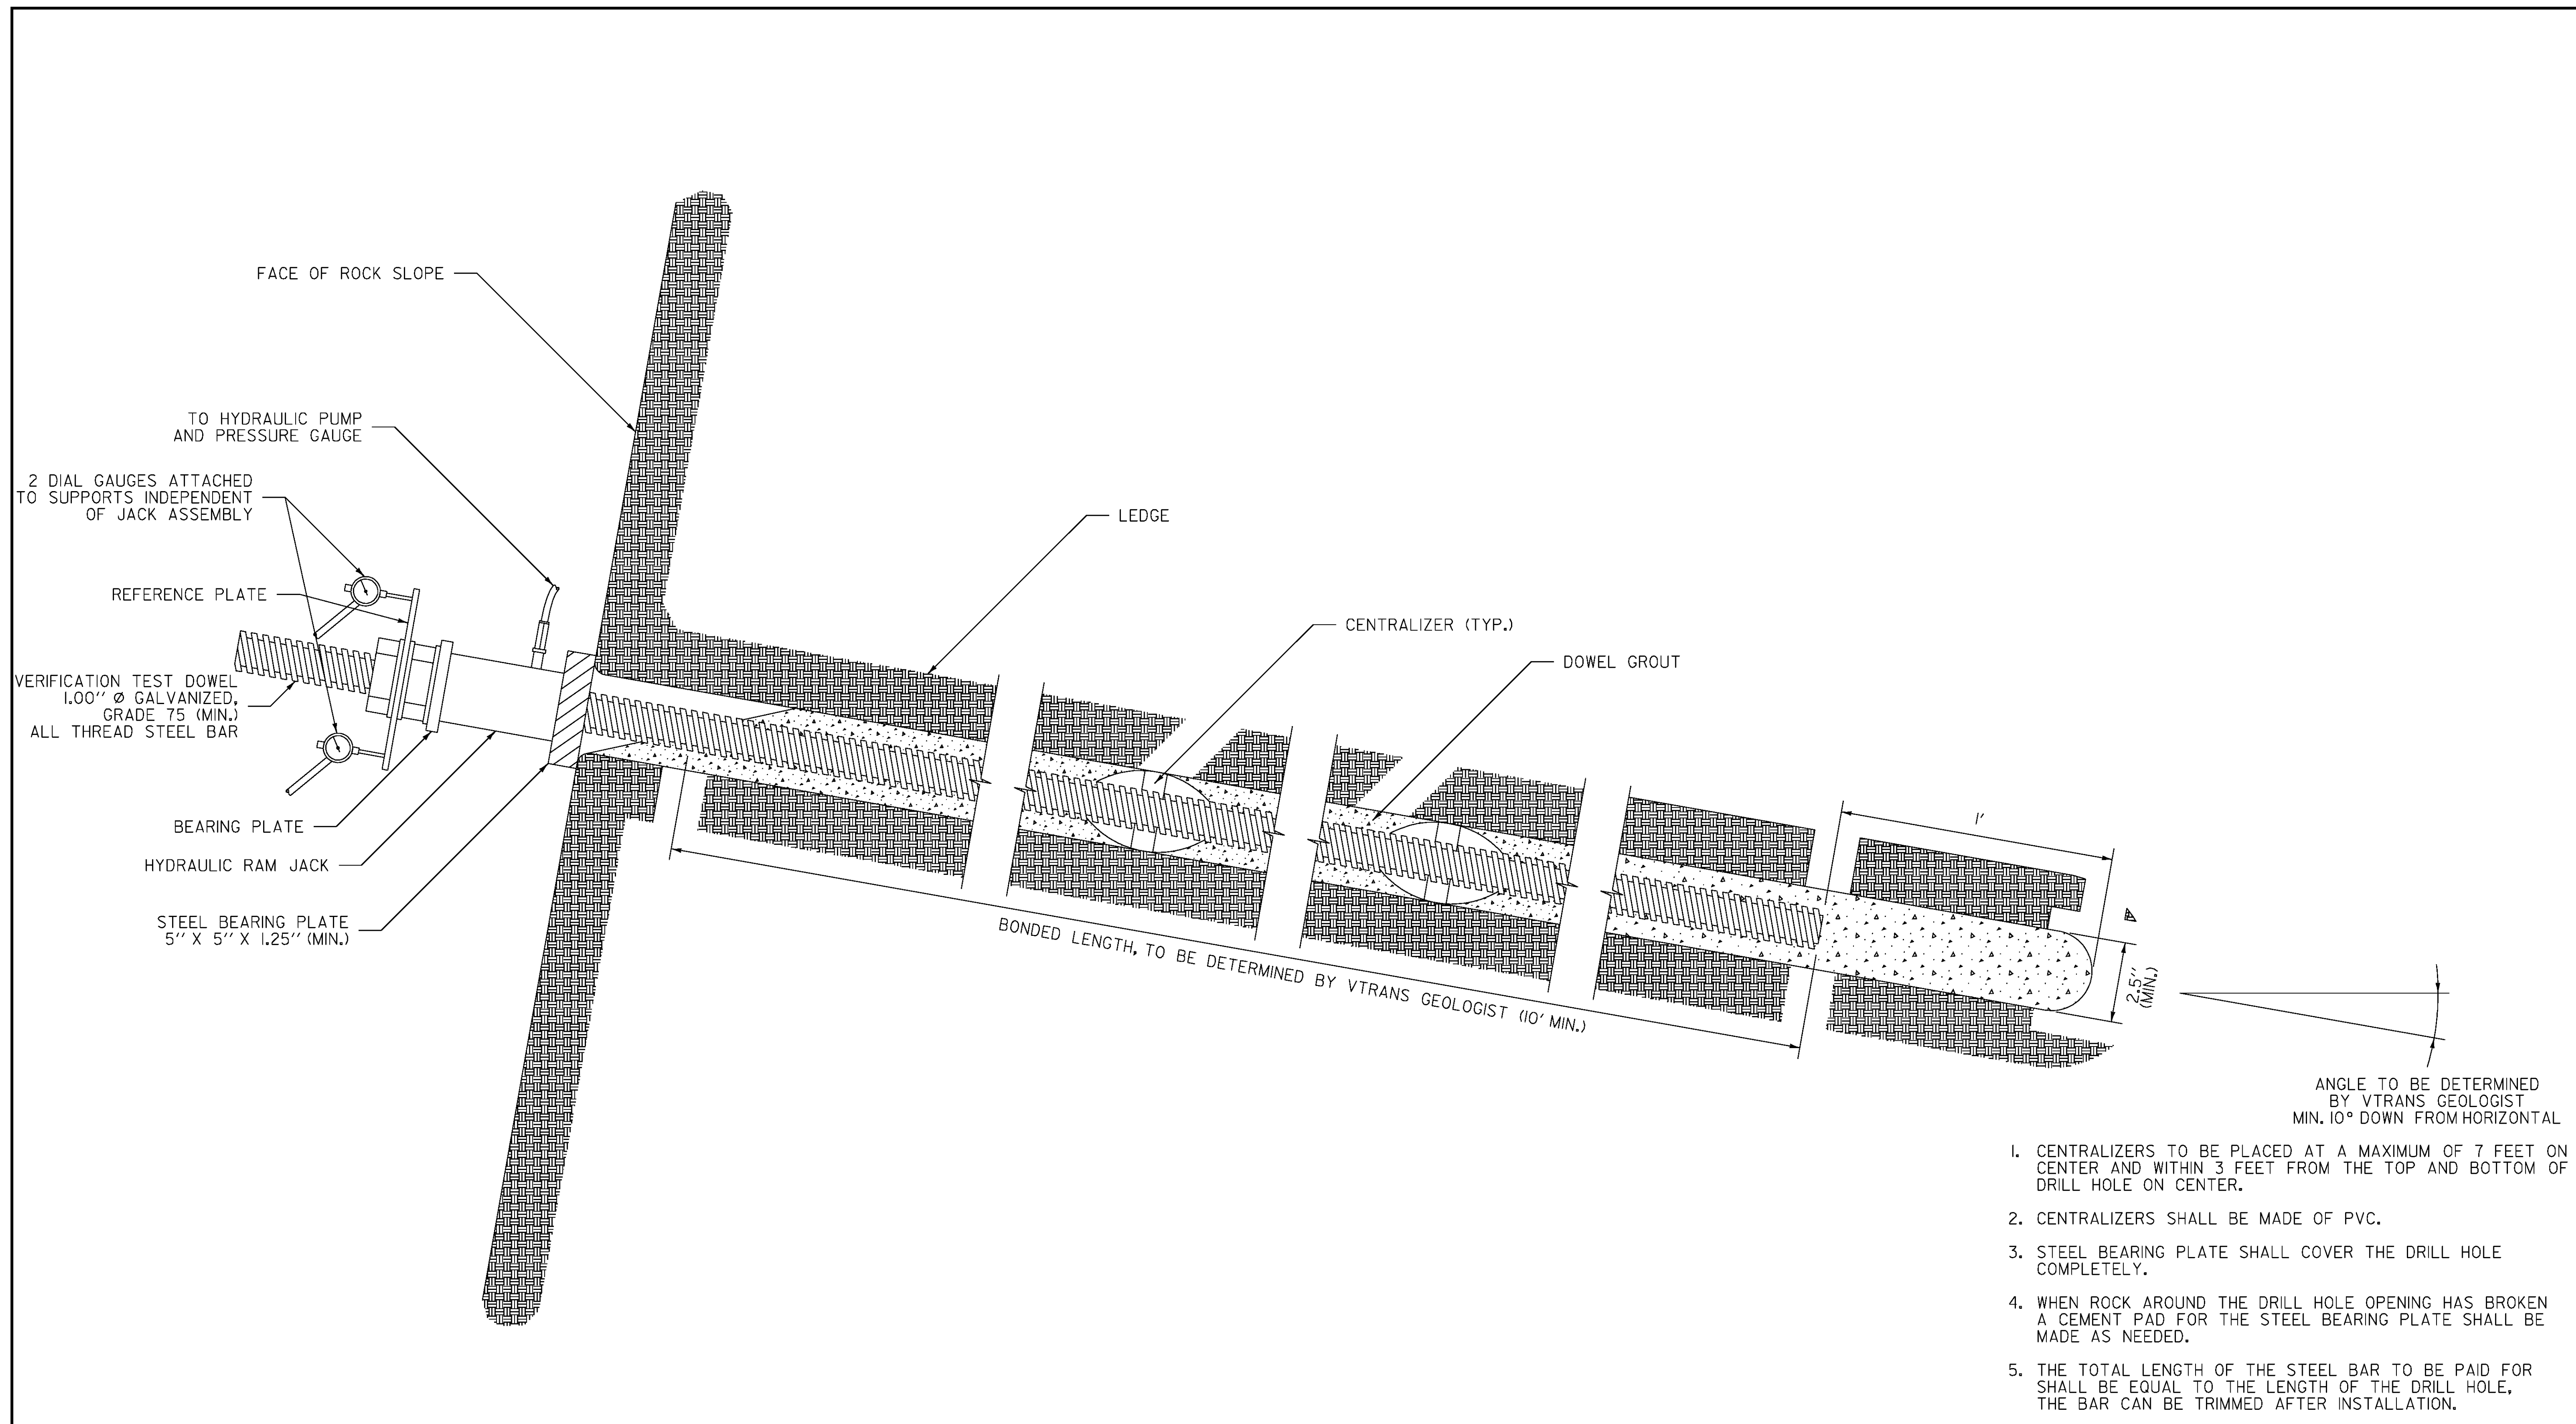 FACE OF ROCK SLOPE
TO HYDRAULIC PUMP
AND PRESSURE GAUGE
2 DIAL GAUGES ATTACHED
TO SUPPORTS INDEPENDENT
OF JACK ASSEMBLY
REFERENCE PLATE
VERIFICATION TEST DOWEL
1.00'' Ø GALVANIZED,
GRADE 75 (MIN.)
ALL THREAD STEEL BAR
BEARING PLATE
HYDRAULIC RAM JACK
STEEL BEARING PLATE
5'' X 5'' X 1.25'' (MIN.)
LEDGE
CENTRALIZER (TYP.)
DOWEL GROUT
BONDED LENGTH, TO BE DETERMINED BY VTRANS GEOLOGIST (10' MIN.)
1'
2.5''
(MIN.)
ANGLE TO BE DETERMINED
BY VTRANS GEOLOGIST
MIN. 10° DOWN FROM HORIZONTAL
1. CENTRALIZERS TO BE PLACED AT A MAXIMUM OF 7 FEET ON
CENTER AND WITHIN 3 FEET FROM THE TOP AND BOTTOM OF
DRILL HOLE ON CENTER.
2. CENTRALIZERS SHALL BE MADE OF PVC.
3. STEEL BEARING PLATE SHALL COVER THE DRILL HOLE
COMPLETELY.
4. WHEN ROCK AROUND THE DRILL HOLE OPENING HAS BROKEN
A CEMENT PAD FOR THE STEEL BEARING PLATE SHALL BE
MADE AS NEEDED.
5. THE TOTAL LENGTH OF THE STEEL BAR TO BE PAID FOR
SHALL BE EQUAL TO THE LENGTH OF THE DRILL HOLE,
THE BAR CAN BE TRIMMED AFTER INSTALLATION.